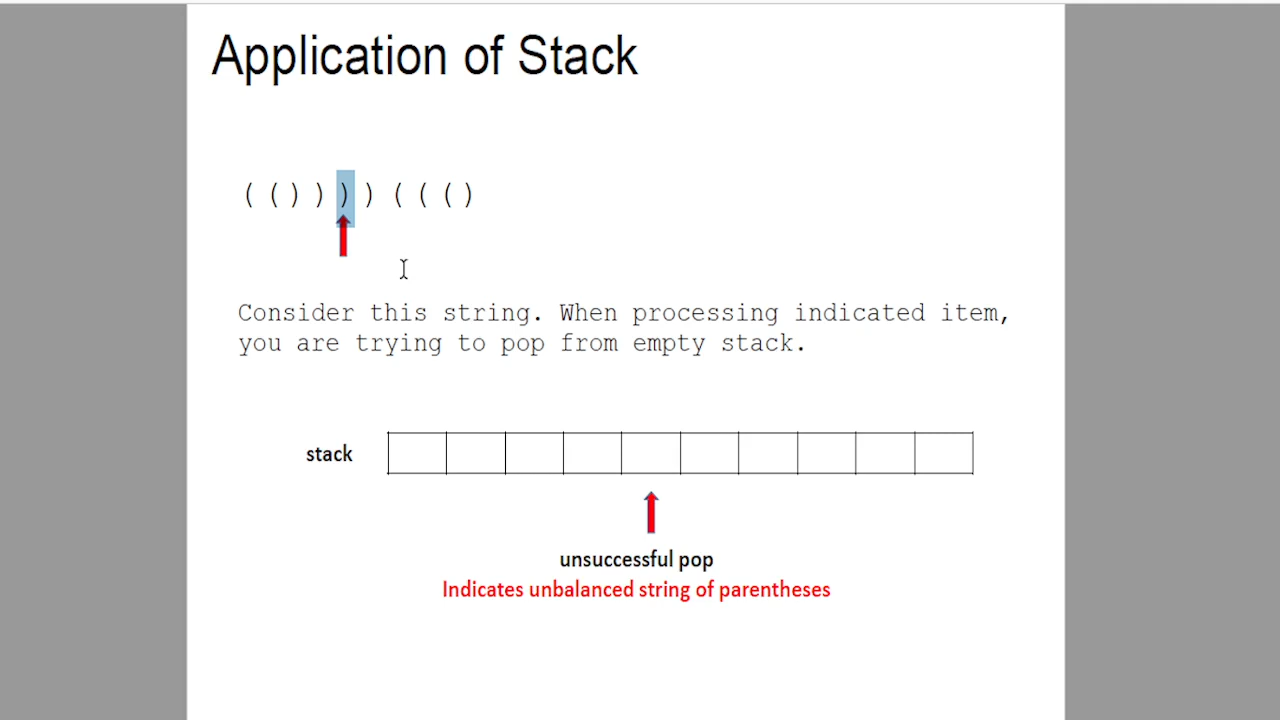 Application of Stack
( ( ) ) ) ) ( ( ( )
Consider this string. When processing indicated item,
you are trying to pop from empty stack.
stack
unsuccessful pop
Indicates unbalanced string of parentheses